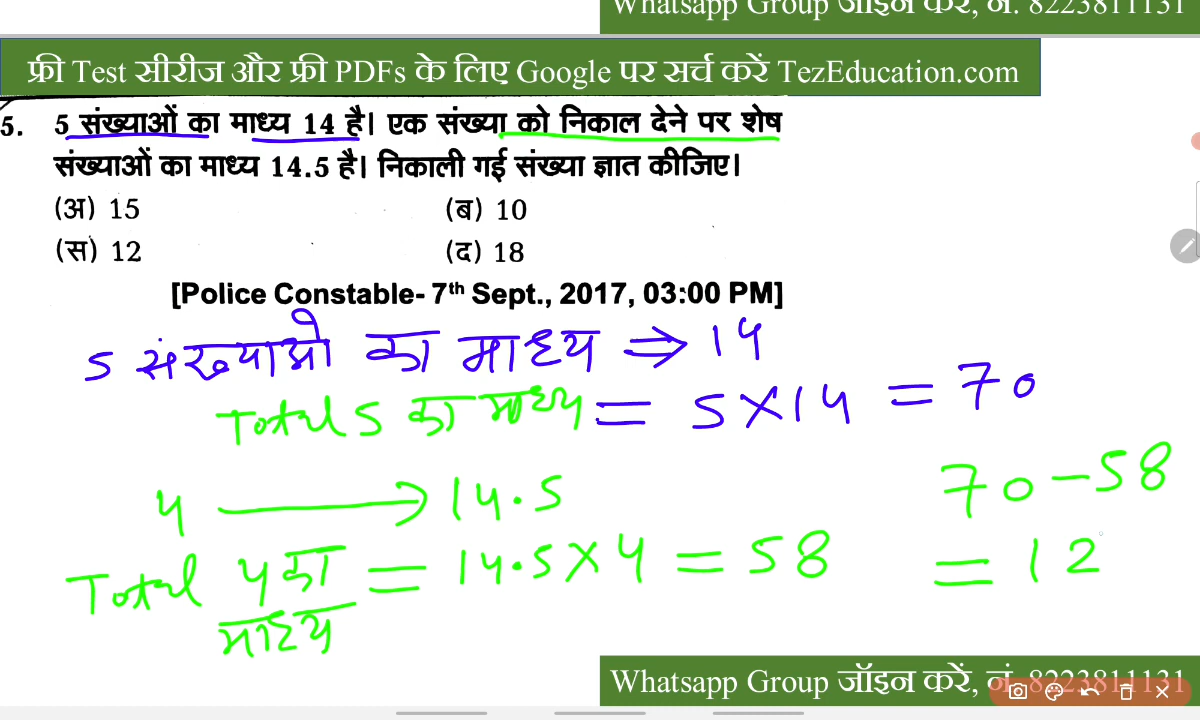 Whatsapp Group जॉइन करें, नं. 8223811131
फ्री Test सीरीज और फ्री PDFs के लिए Google पर सर्च करें TezEducation.com
5. 5 संख्याओं का माध्य 14 है। एक संख्या को निकाल देने पर शेष
संख्याओं का माध्य 14.5 है। निकाली गई संख्या ज्ञात कीजिए।
(अ) 15 (ब) 10
(स) 12 (द) 18
[Police Constable- 7th Sept., 2017, 03:00 PM]
5 संख्याओ का माध्य ⇒ 14
Total 5 का माध्य = 5×14 = 70
4 → 14.5
70-58
Total 4 का = 14.5×4 = 58
माध्य
= 12
Whatsapp Group जॉइन करें, नं. 8223811131